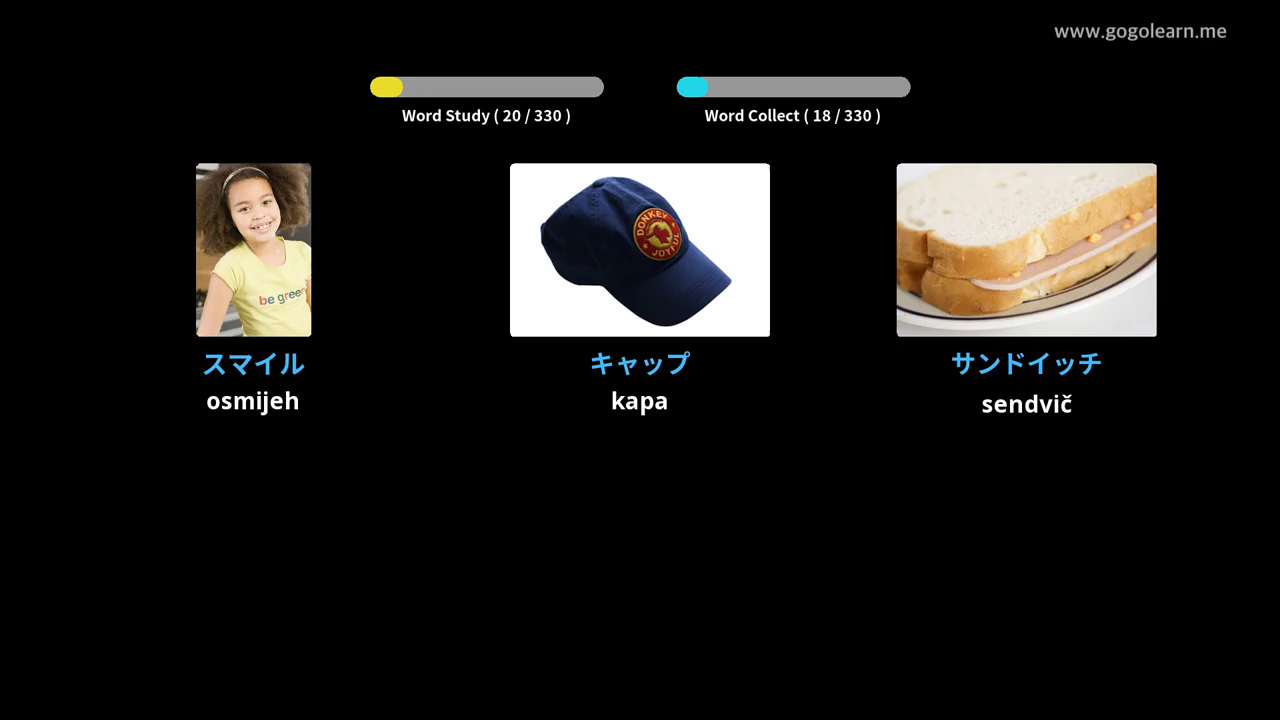 www.gogolearn.me
Word Study ( 20 / 330 )
Word Collect ( 18 / 330 )
be green
DONKEY
JOYFUL
スマイル
キャップ
サンドイッチ
osmijeh
kapa
sendvič